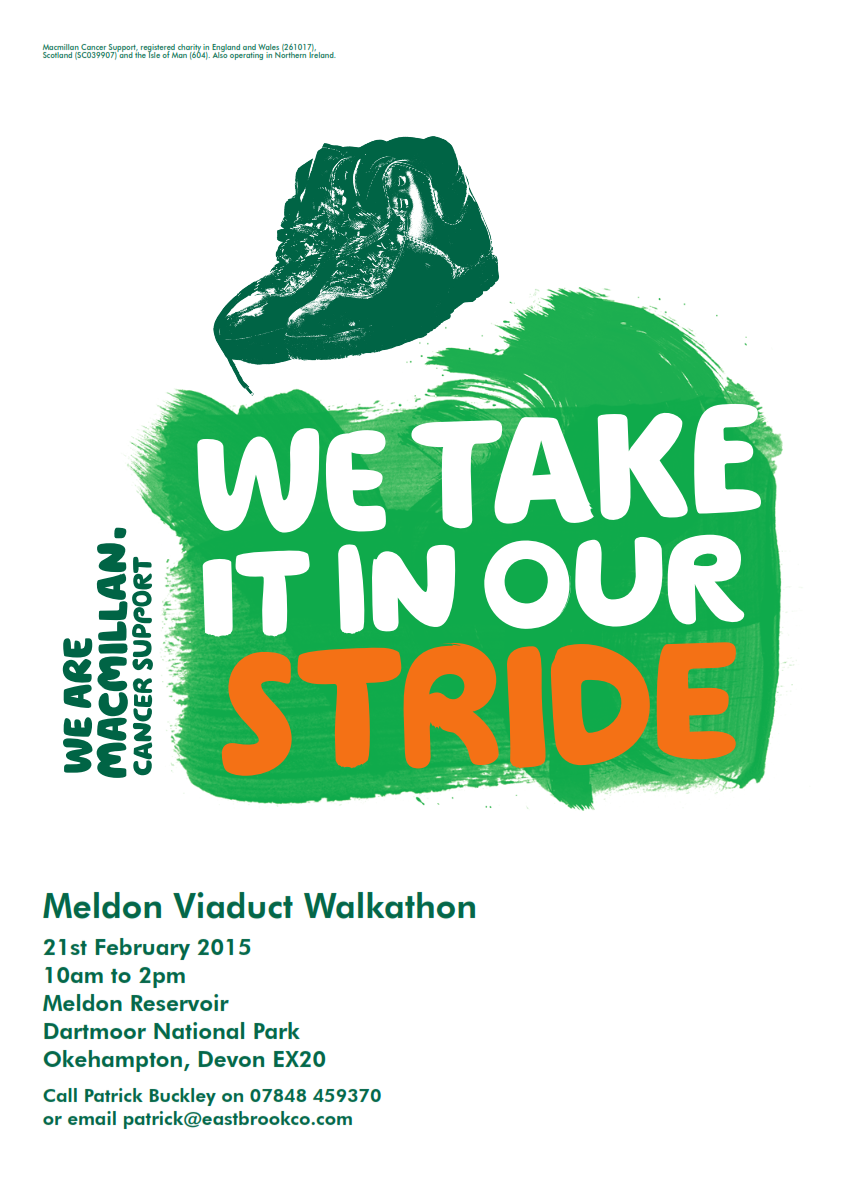 Macmillan Cancer Support, registered charity in England and Wales (261017),
Scotland (SC039907) and the Isle of Man (604). Also operating in Northern Ireland.
WE TAKE
IT IN OUR
STRIDE
WE ARE
MACMILLAN.
CANCER SUPPORT
Meldon Viaduct Walkathon
21st February 2015
10am to 2pm
Meldon Reservoir
Dartmoor National Park
Okehampton, Devon EX20
Call Patrick Buckley on 07848 459370
or email patrick@eastbrookco.com